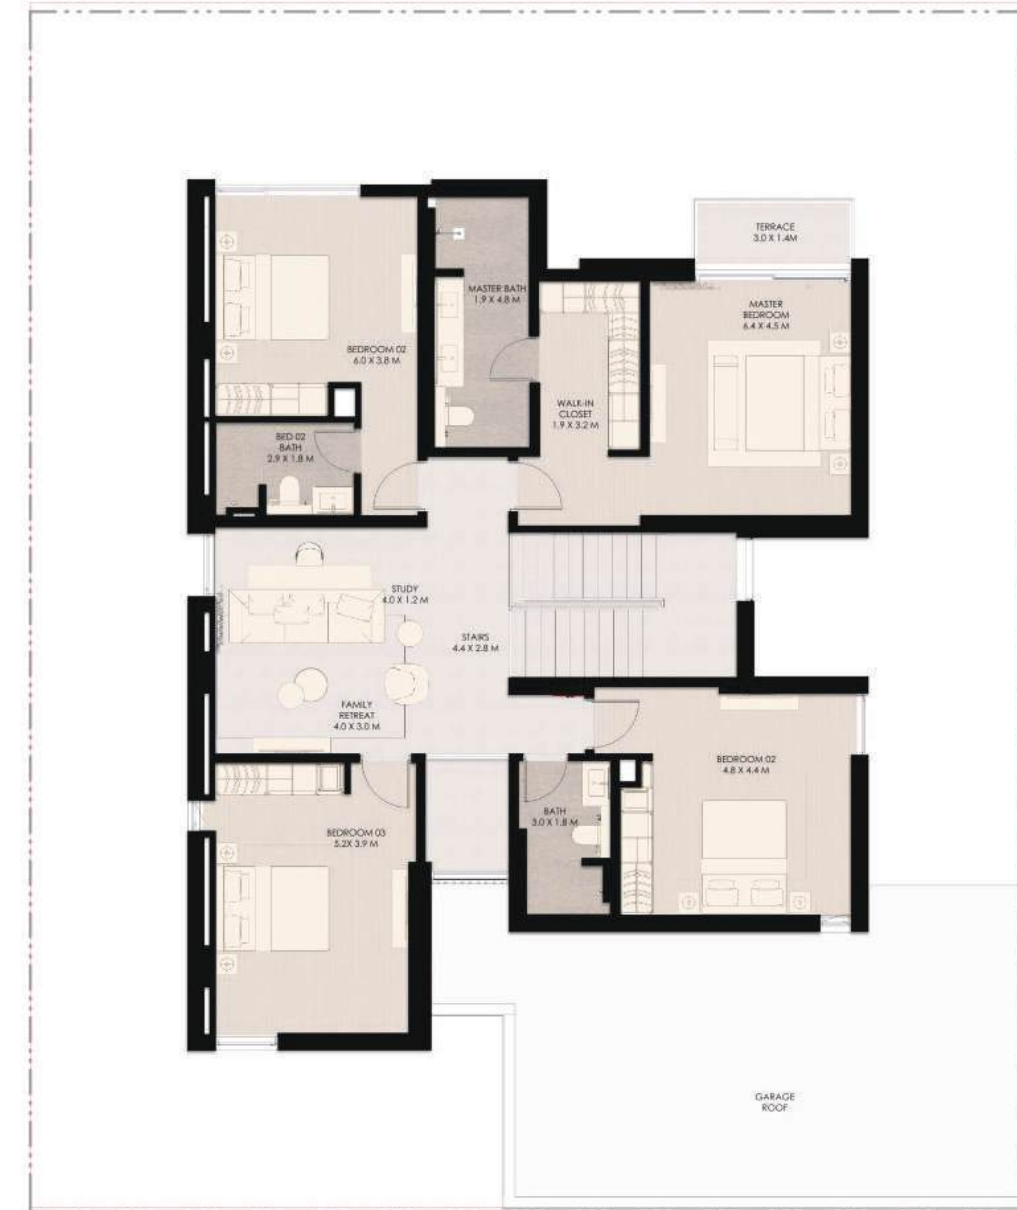 TERRACE
3.0 X 1.4M
MASTER BATH
1.9 X 4.8 M
MASTER
BEDROOM
6.4 X 4.5 M
BEDROOM 02
6.0 X 3.8 M
WALK-IN
CLOSET
1.9 X 3.2 M
BED 02
BATH
2.9 X 1.8 M
STUDY
4.0 X 1.2 M
STAIRS
4.4 X 2.8 M
FAMILY
RETREAT
4.0 X 3.0 M
BEDROOM 02
4.8 X 4.4 M
BATH
3.0 X 1.8 M
BEDROOM 03
5.2X 3.9 M
GARAGE
ROOF